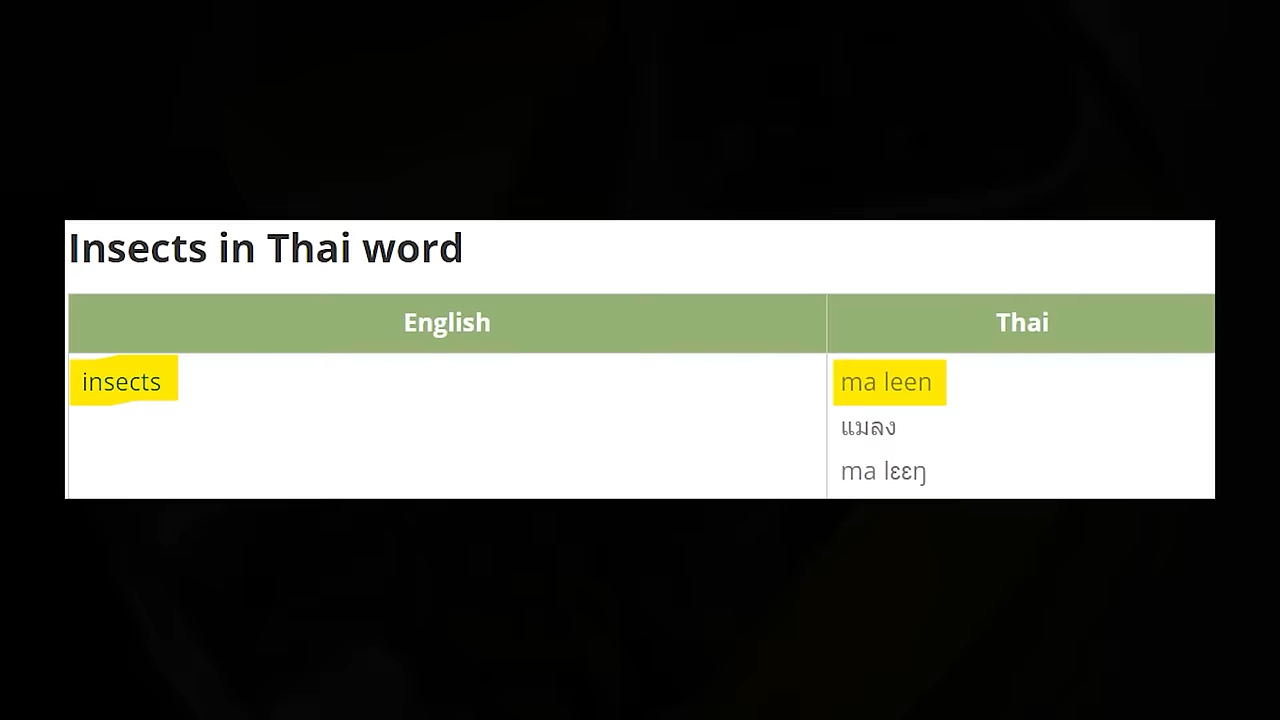 Insects in Thai word
English Thai
insects ma leen
แมลง
ma lɛɛŋ